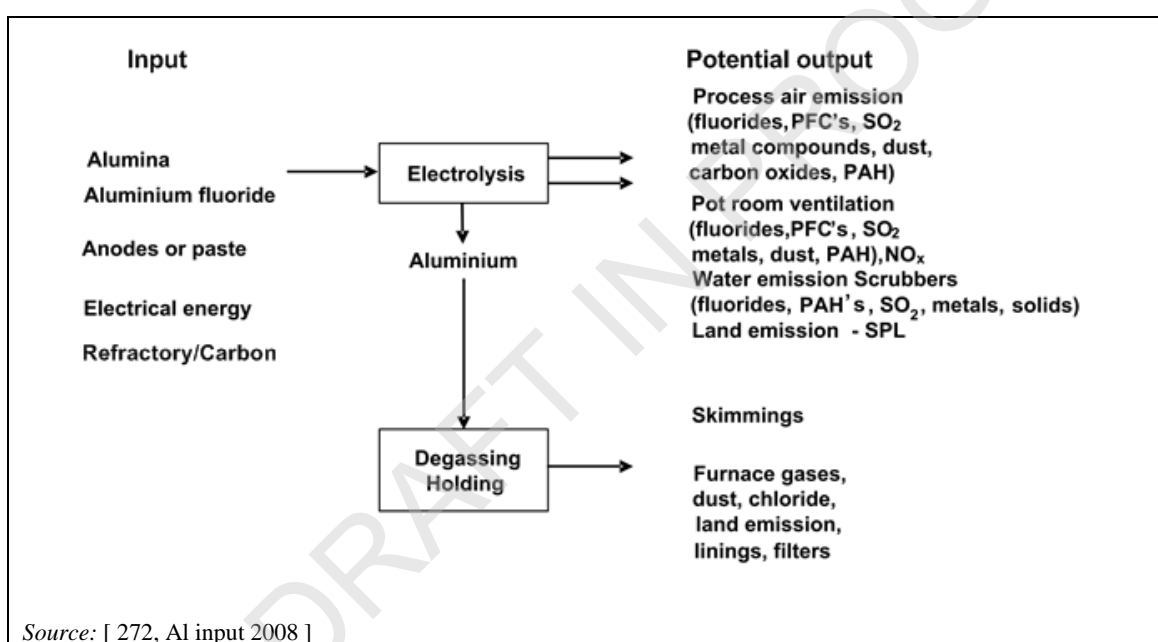 Input
Potential output
Alumina
Aluminium fluoride
Anodes or paste
Electrical energy
Refractory/Carbon
Electrolysis
Aluminium
Degassing
Holding
Process air emission
(fluorides,PFC's, SO₂
metal compounds, dust,
carbon oxides, PAH)
Pot room ventilation
(fluorides,PFC's, SO₂
metals, dust, PAH),NOₓ
Water emission Scrubbers
(fluorides, PAH's, SO₂, metals, solids)
Land emission - SPL
Skimmings
Furnace gases,
dust, chloride,
land emission,
linings, filters
Source: [ 272, Al input 2008 ]
DRAFT IN PROG